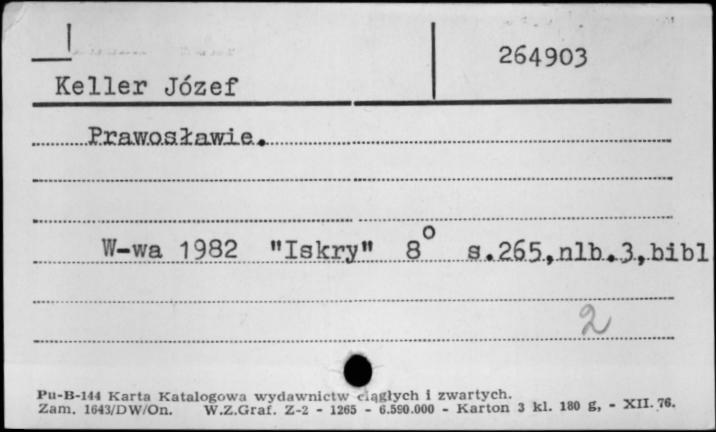 264903
Keller Józef
Prawosławie.
W-wa 1982 "Iskry" 8° s.265,nlb.3,bibl
2
Pu-B-144 Karta Katalogowa wydawnictw ciągłych i zwartych.
Zam. 1643/DW/On. W.Z.Graf. Z-2 - 1265 - 6.590.000 - Karton 3 kl. 180 g, - XII. 76.